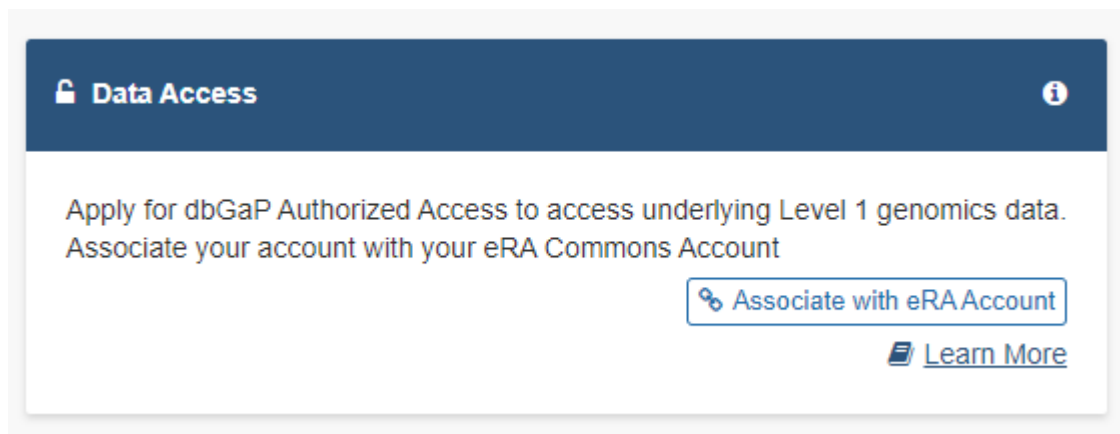 Data Access
Apply for dbGaP Authorized Access to access underlying Level 1 genomics data.
Associate your account with your eRA Commons Account
Associate with eRA Account
Learn More